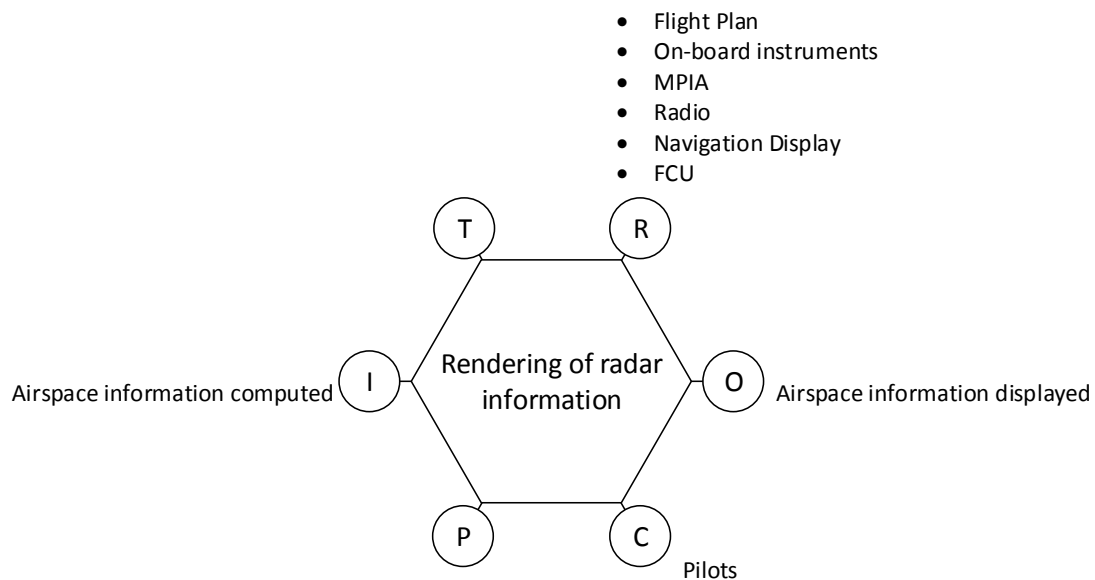 • Flight Plan
• On-board instruments
• MPIA
• Radio
• Navigation Display
• FCU
T
R
Rendering of radar
information
I
O
Airspace information computed
Airspace information displayed
P
C
Pilots